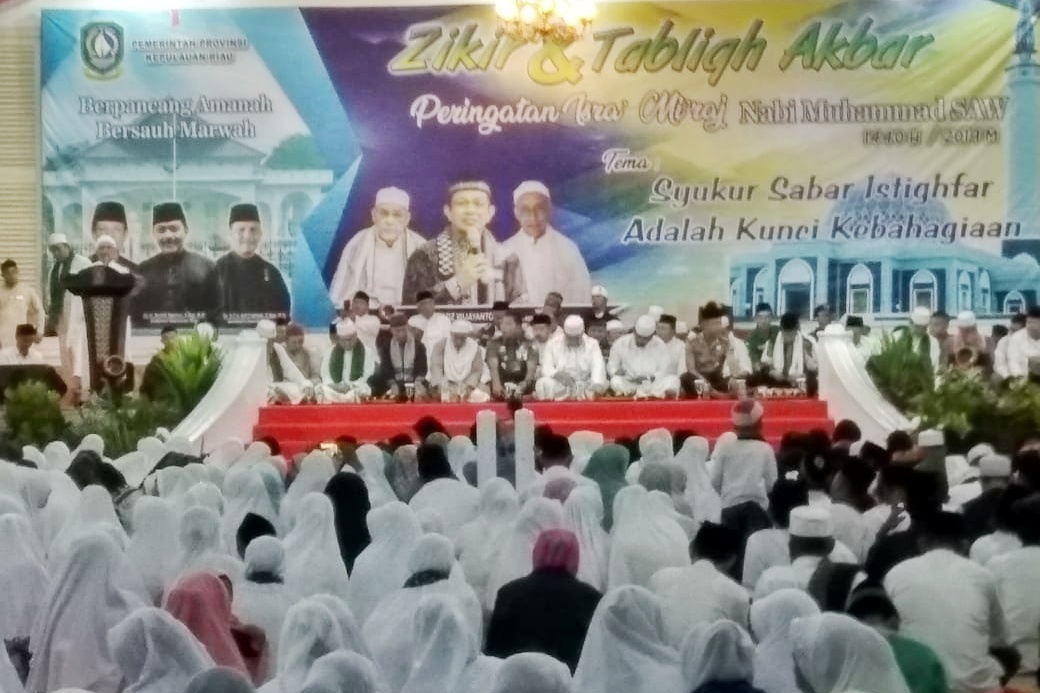 PEMERINTAH PROVINSI
KEPULAUAN RIAU
Berpancang Amanah
Bersauh Marwah
Zikir & Tabligh Akbar
Peringatan Isra' Mi'raj Nabi Muhammad SAW
1440 H / 2019 M
Tema :
Syukur Sabar Istighfar
Adalah Kunci Kebahagiaan
WIJAYANTO